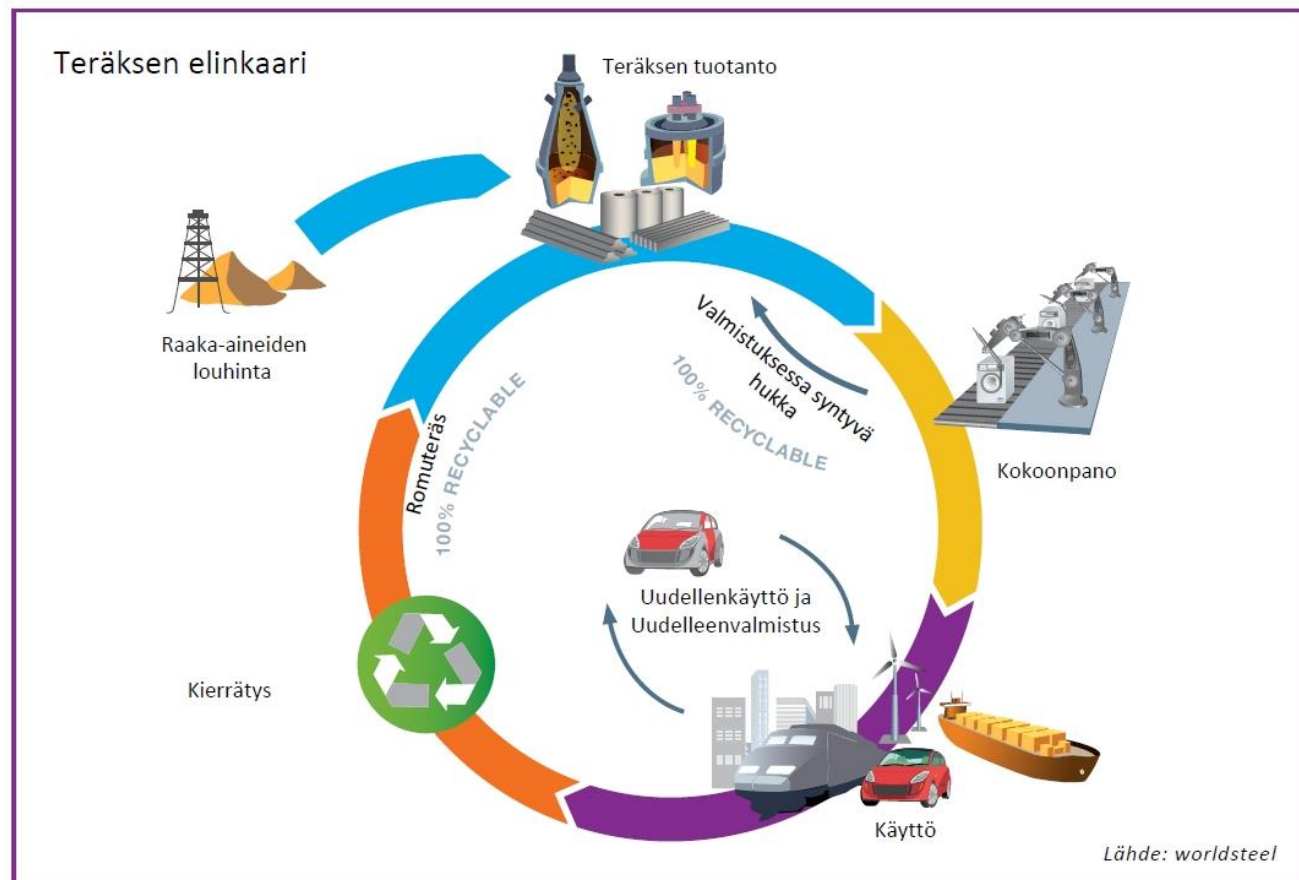 Teräksen elinkaari
Teräksen tuotanto
Raaka-aineiden
louhinta
Valmistuksessa syntyvä
hukka
100% RECYCLABLE
Kokoonpano
Romuteräs
100% RECYCLABLE
Uudellenkäyttö ja
Uudelleenvalmistus
Kierrätys
Käyttö
Lähde: worldsteel